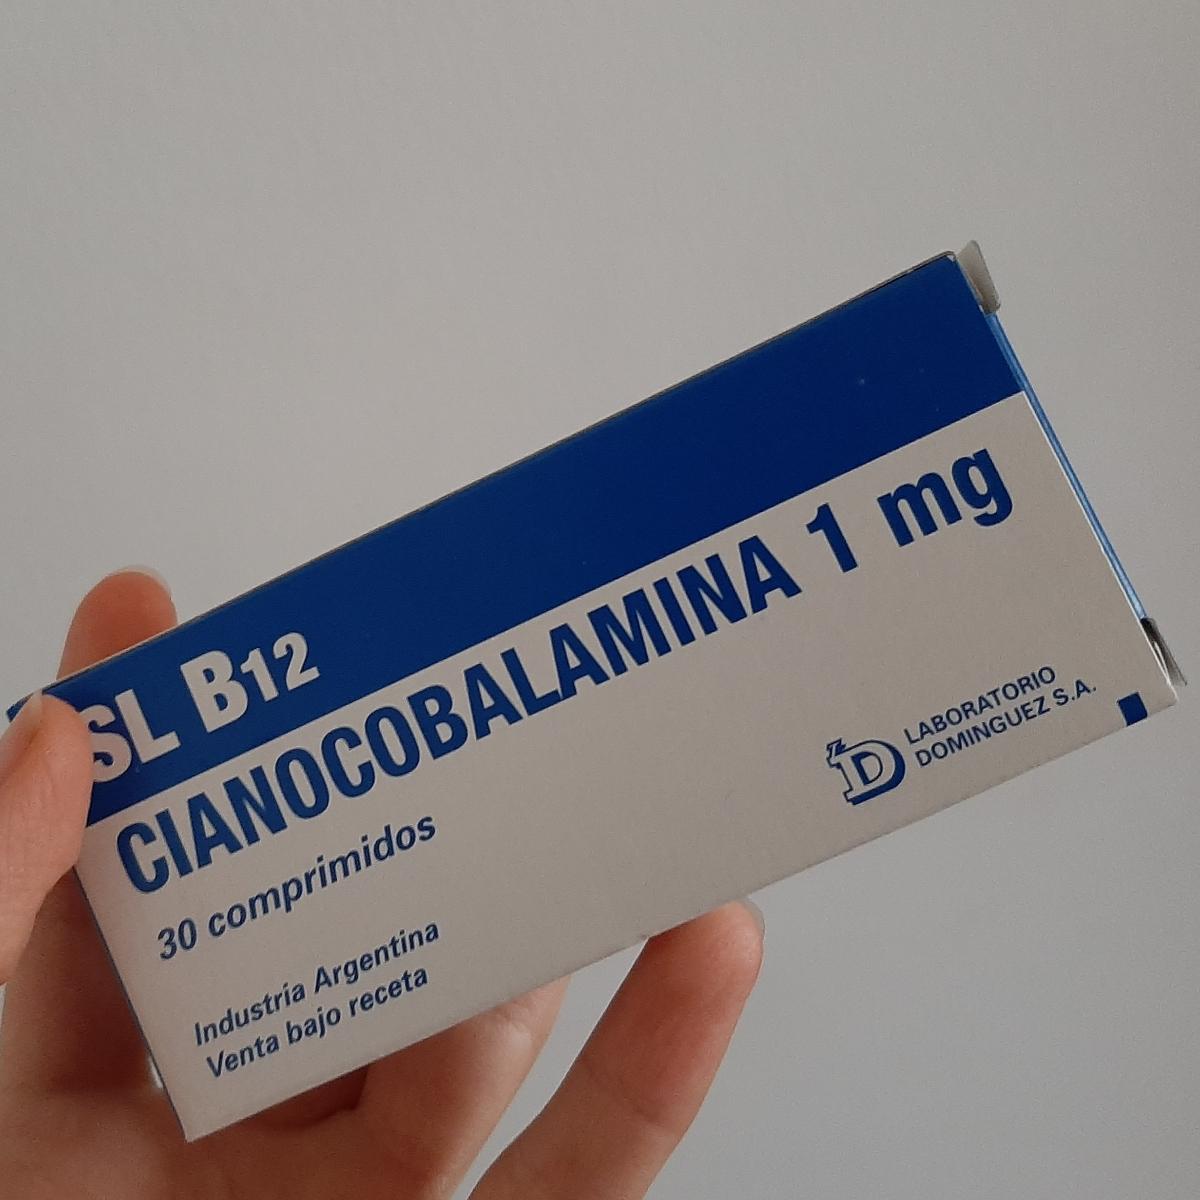 SL B12
CIANOCOBALAMINA 1 mg
30 comprimidos
Industria Argentina
Venta bajo receta
LABORATORIO
DOMINGUEZ S.A.